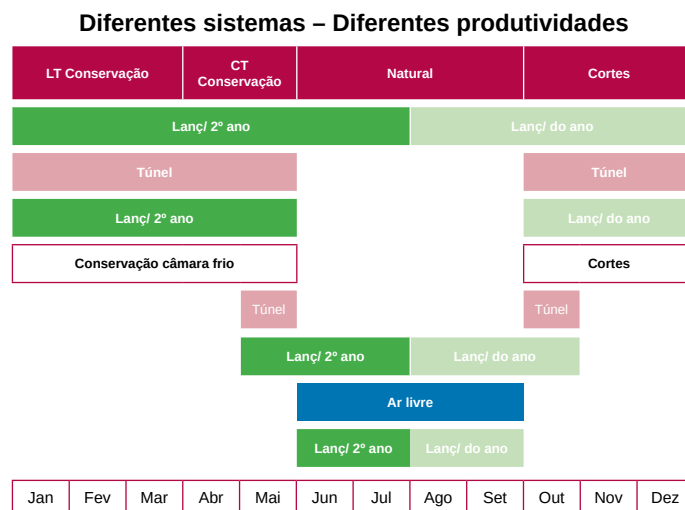 Diferentes sistemas – Diferentes produtividades
LT Conservação
CT
Conservação
Natural
Cortes
Lanç/ 2º ano
Lanç/ do ano
Túnel
Túnel
Lanç/ 2º ano
Lanç/ do ano
Conservação câmara frio
Cortes
Túnel
Túnel
Lanç/ 2º ano
Lanç/ do ano
Ar livre
Lanç/ 2º ano
Lanç/ do ano
Jan Fev Mar Abr Mai Jun Jul Ago Set Out Nov Dez